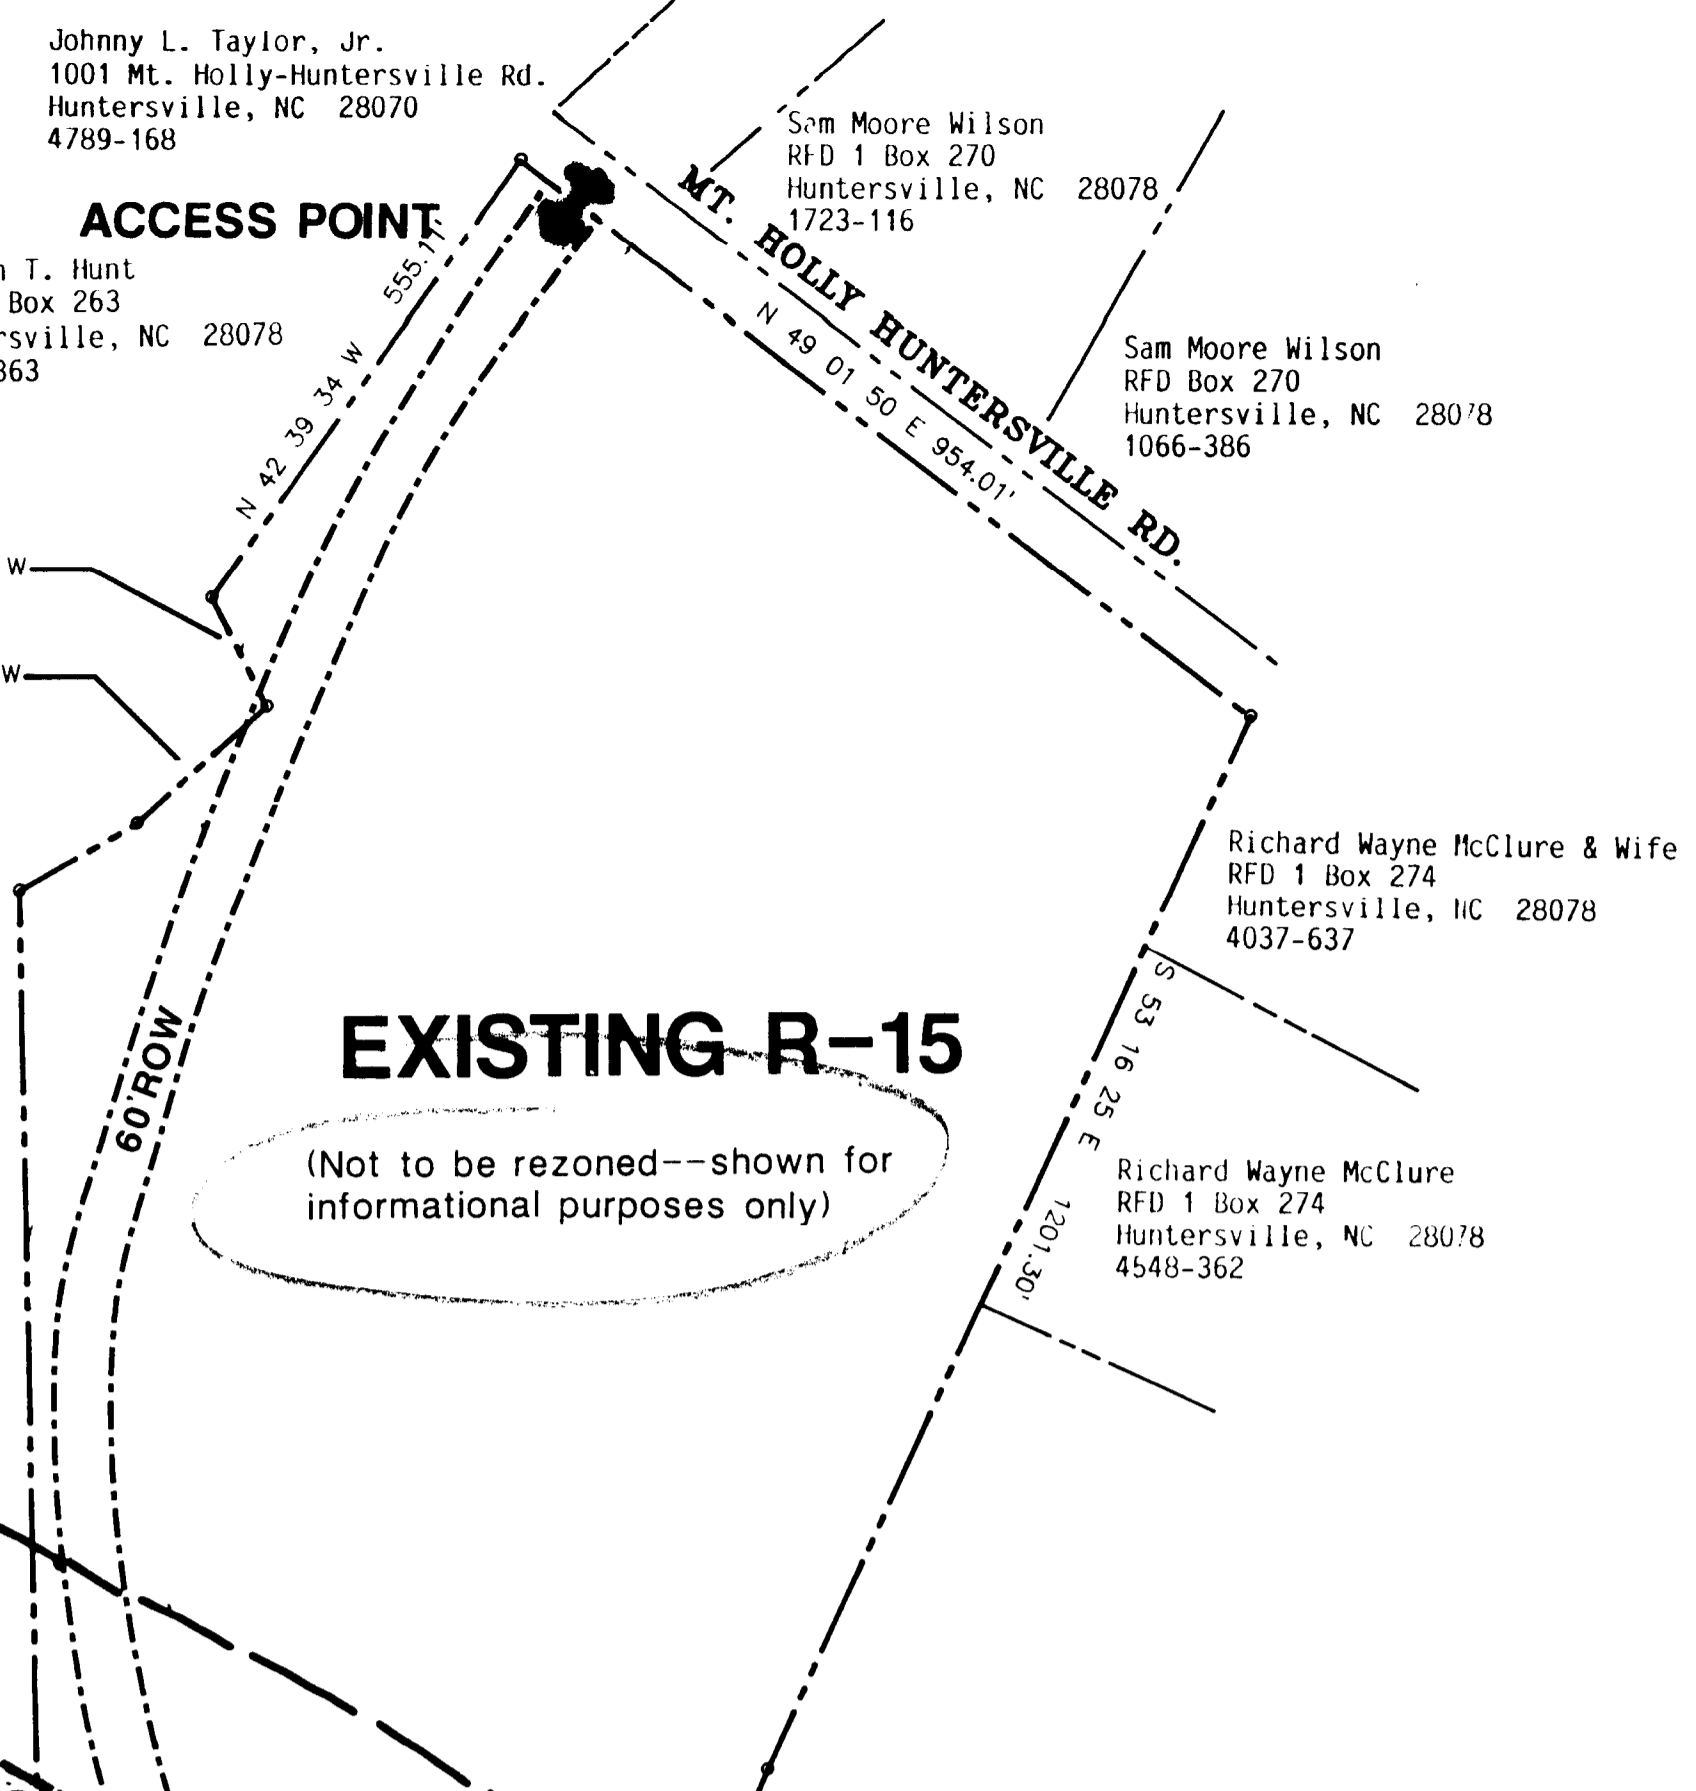 Johnny L. Taylor, Jr.
1001 Mt. Holly-Huntersville Rd.
Huntersville, NC 28070
4789-168
ACCESS POINT
T. Hunt
Box 263
rsville, NC 28078
363
555.11'
N 42 39 34 W
W
W
Sam Moore Wilson
RFD 1 Box 270
Huntersville, NC 28078
1723-116
MT. HOLLY HUNTERSVILLE RD.
N 49 01 50 E 954.01'
Sam Moore Wilson
RFD Box 270
Huntersville, NC 28078
1066-386
Richard Wayne McClure & Wife
RFD 1 Box 274
Huntersville, NC 28078
4037-637
S 53 16 25 E 1201.30'
Richard Wayne McClure
RFD 1 Box 274
Huntersville, NC 28078
4548-362
60'ROW
EXISTING R-15
(Not to be rezoned--shown for
informational purposes only)